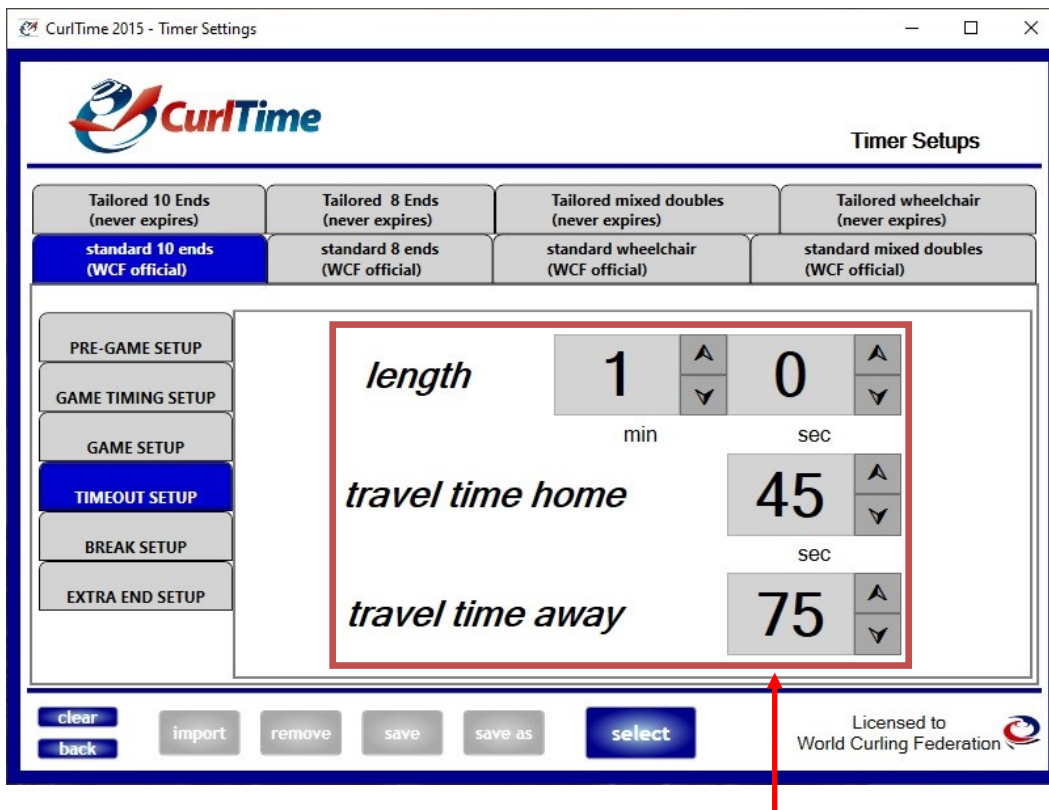 CurlTime 2015 - Timer Settings
CurlTime
Timer Setups
Tailored 10 Ends
(never expires)
Tailored 8 Ends
(never expires)
Tailored mixed doubles
(never expires)
Tailored wheelchair
(never expires)
standard 10 ends
(WCF official)
standard 8 ends
(WCF official)
standard wheelchair
(WCF official)
standard mixed doubles
(WCF official)
PRE-GAME SETUP
GAME TIMING SETUP
GAME SETUP
TIMEOUT SETUP
BREAK SETUP
EXTRA END SETUP
length 1 0
min sec
travel time home 45
sec
travel time away 75
clear
back
import remove save save as select
Licensed to
World Curling Federation